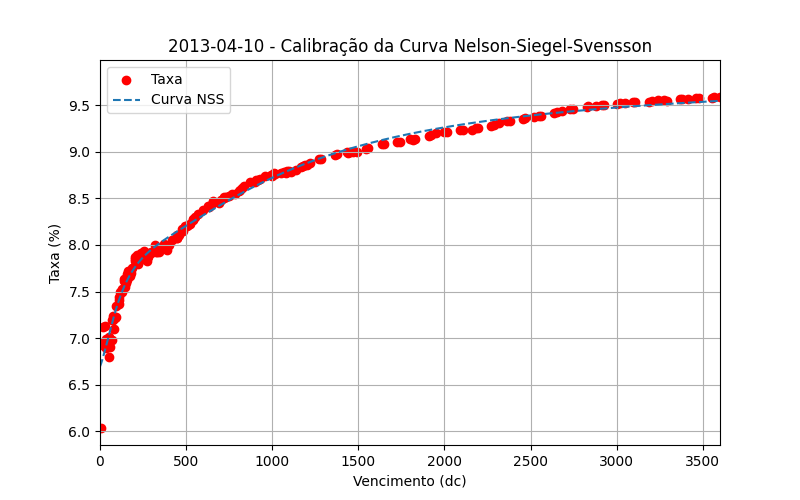 2013-04-10 - Calibração da Curva Nelson-Siegel-Svensson
Taxa
Curva NSS
Taxa (%)
9.5
9.0
8.5
8.0
7.5
7.0
6.5
6.0
0 500 1000 1500 2000 2500 3000 3500
Vencimento (dc)